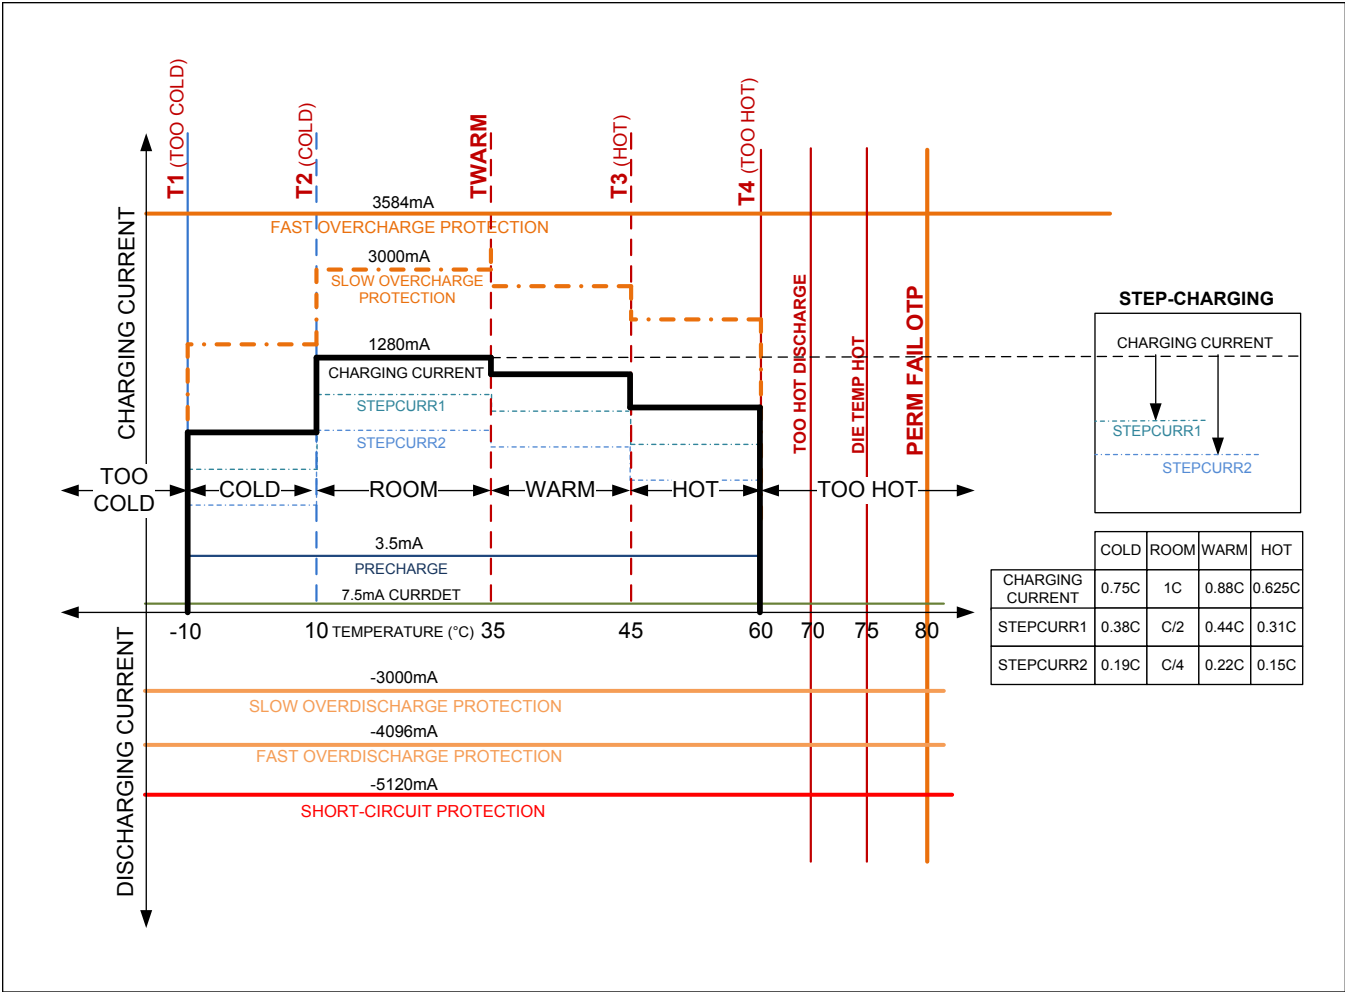 T1 (TOO COLD)
T2 (COLD)
TWARM
T3 (HOT)
T4 (TOO HOT)
CHARGING CURRENT
3584mA
FAST OVERCHARGE PROTECTION
3000mA
SLOW OVERCHARGE
PROTECTION
1280mA
CHARGING CURRENT
STEPCURR1
STEPCURR2
TOO HOT DISCHARGE
DIE TEMP HOT
PERM FAIL OTP
TOO
COLD
COLD
ROOM
WARM
HOT
TOO HOT
3.5mA
PRECHARGE
7.5mA CURRDET
-10
10
TEMPERATURE (°C)
35
45
60
70
75
80
DISCHARGING CURRENT
-3000mA
SLOW OVERDISCHARGE PROTECTION
-4096mA
FAST OVERDISCHARGE PROTECTION
-5120mA
SHORT-CIRCUIT PROTECTION
STEP-CHARGING
CHARGING CURRENT
STEPCURR1
STEPCURR2
COLD ROOM WARM HOT
CHARGING
CURRENT
0.75C 1C 0.88C 0.625C
STEPCURR1 0.38C C/2 0.44C 0.31C
STEPCURR2 0.19C C/4 0.22C 0.15C